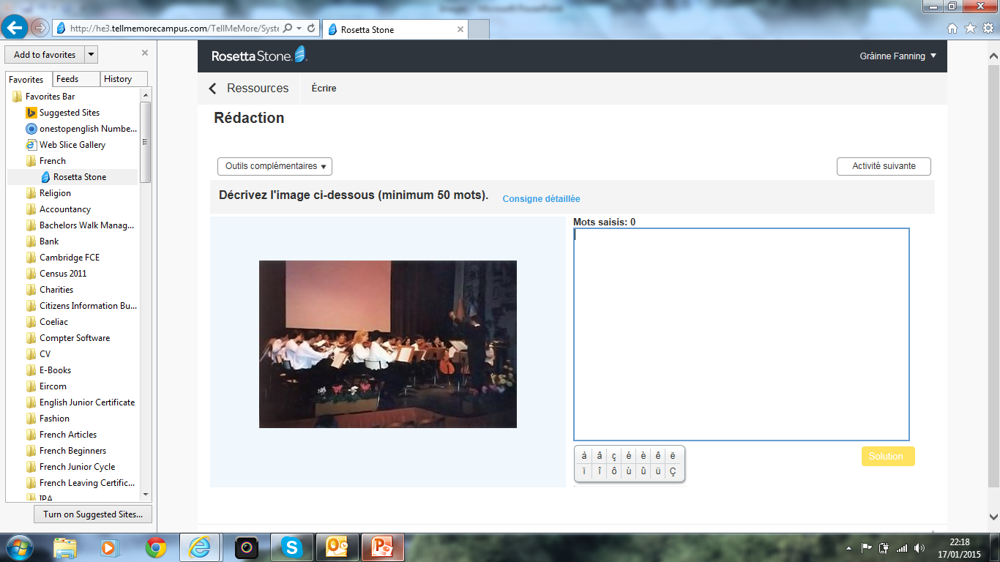 http://he3.tellmemorecampus.com/TellMeMore/Syste
Rosetta Stone
Add to favorites
Favorites
Feeds
History
Favorites Bar
Suggested Sites
onestopenglish Numbe...
Web Slice Gallery
French
Rosetta Stone
Religion
Accountancy
Bachelors Walk Manag...
Bank
Cambridge FCE
Census 2011
Charities
Citizens Information Bu...
Coeliac
Compter Software
CV
E-Books
Eircom
English Junior Certificate
Fashion
French Articles
French Beginners
French Junior Cycle
French Leaving Certific...
IPA
Turn on Suggested Sites...
RosettaStone
Gráinne Fanning
Ressources
Écrire
Rédaction
Outils complémentaires
Activité suivante
Décrivez l'image ci-dessous (minimum 50 mots).
Consigne détaillée
Mots saisis: 0
à â ç é è ê ë
ï î ô ù û ü Ç
Solution
22:18
17/01/2015